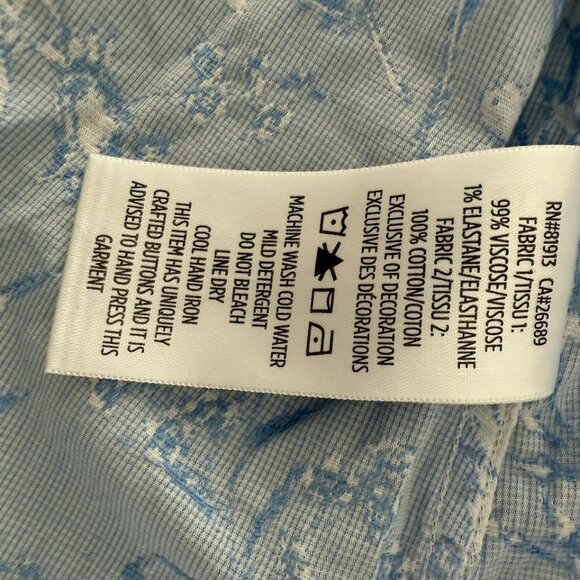 RN#81913 CA#26689
FABRIC 1/TISSU 1:
99% VISCOSE/VISCOSE
1% ELASTANE/ELASTHANNE
FABRIC 2/TISSU 2:
100% COTTON/COTON
EXCLUSIVE OF DECORATION
EXCLUSIVE DES DÉCORATIONS
MACHINE WASH COLD WATER
MILD DETERGENT
DO NOT BLEACH
LINE DRY
COOL HAND IRON
THIS ITEM HAS UNIQUELY
CRAFTED BUTTONS AND IT IS
ADVISED TO HAND PRESS THIS
GARMENT